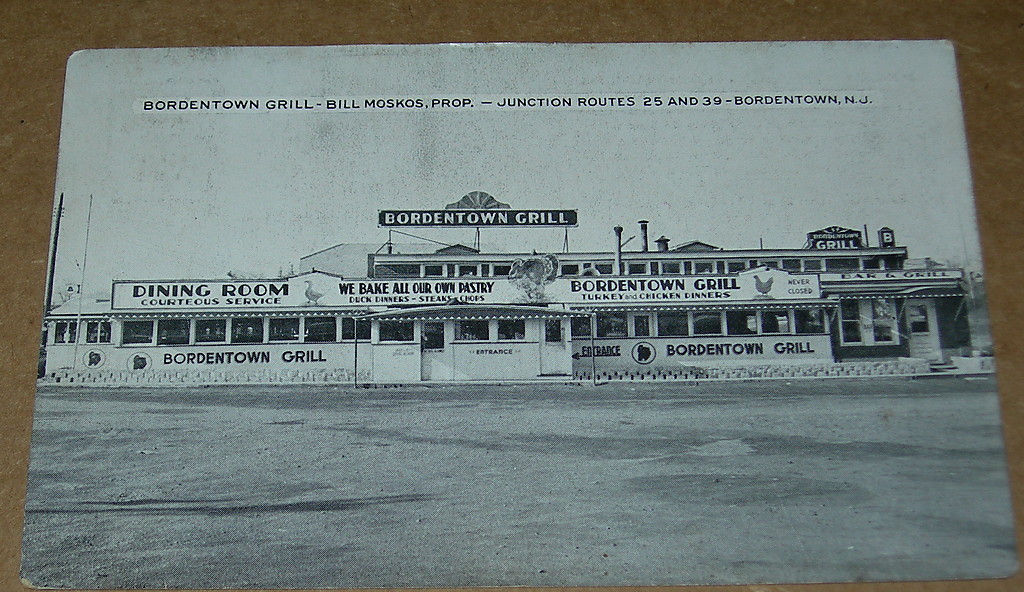 BORDENTOWN GRILL - BILL MOSKOS, PROP. — JUNCTION ROUTES 25 AND 39 - BORDENTOWN, N.J.
BORDENTOWN GRILL
BORDENTOWN
GRILL
B
BAR & GRILL
DINING ROOM
COURTEOUS SERVICE
WE BAKE ALL OUR OWN PASTRY
DUCK DINNERS - STEAKS - CHOPS
BORDENTOWN GRILL
TURKEY and CHICKEN DINNERS
NEVER
CLOSED
BORDENTOWN GRILL
ENTRANCE
ENTRANCE
BORDENTOWN GRILL